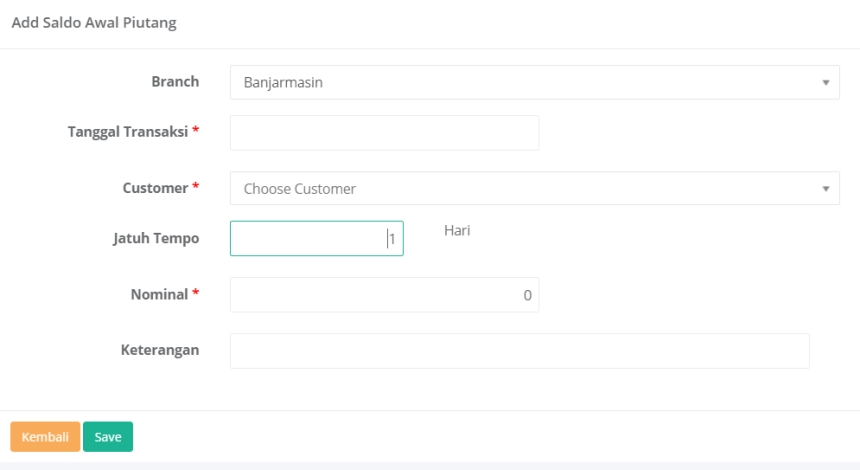 Add Saldo Awal Piutang
Branch Banjarmasin
Tanggal Transaksi *
Customer * Choose Customer
Jatuh Tempo 1 Hari
Nominal * 0
Keterangan
Kembali Save